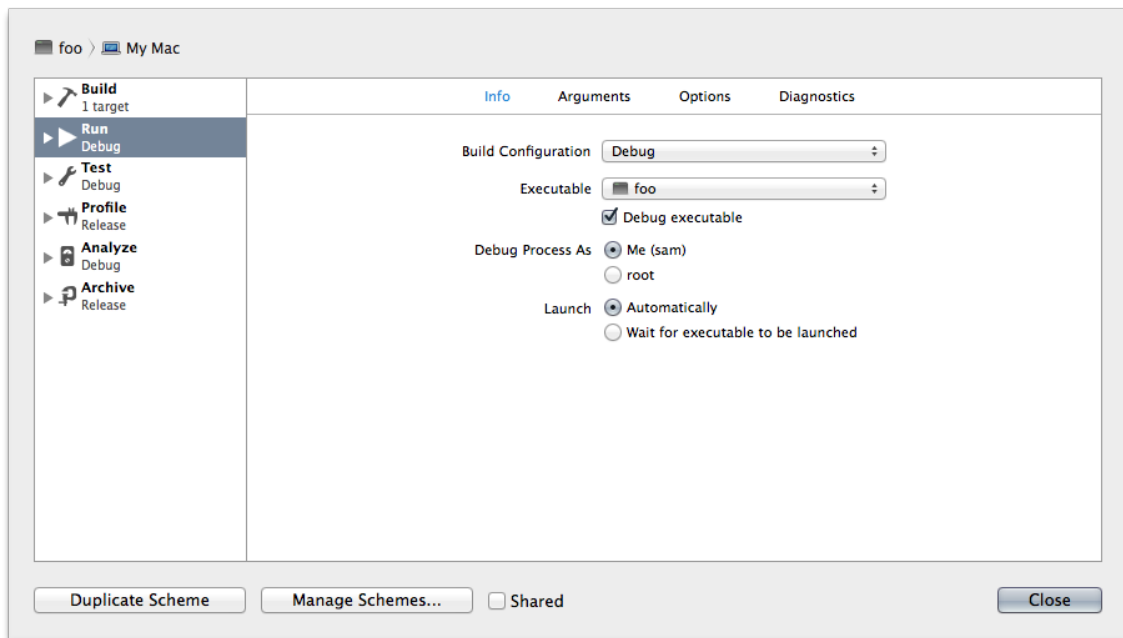 foo 〉 My Mac
Build
1 target
Run
Debug
Test
Debug
Profile
Release
Analyze
Debug
Archive
Release
Info Arguments Options Diagnostics
Build Configuration Debug
Executable foo
Debug executable
Debug Process As Me (sam)
root
Launch Automatically
Wait for executable to be launched
Duplicate Scheme Manage Schemes... Shared Close